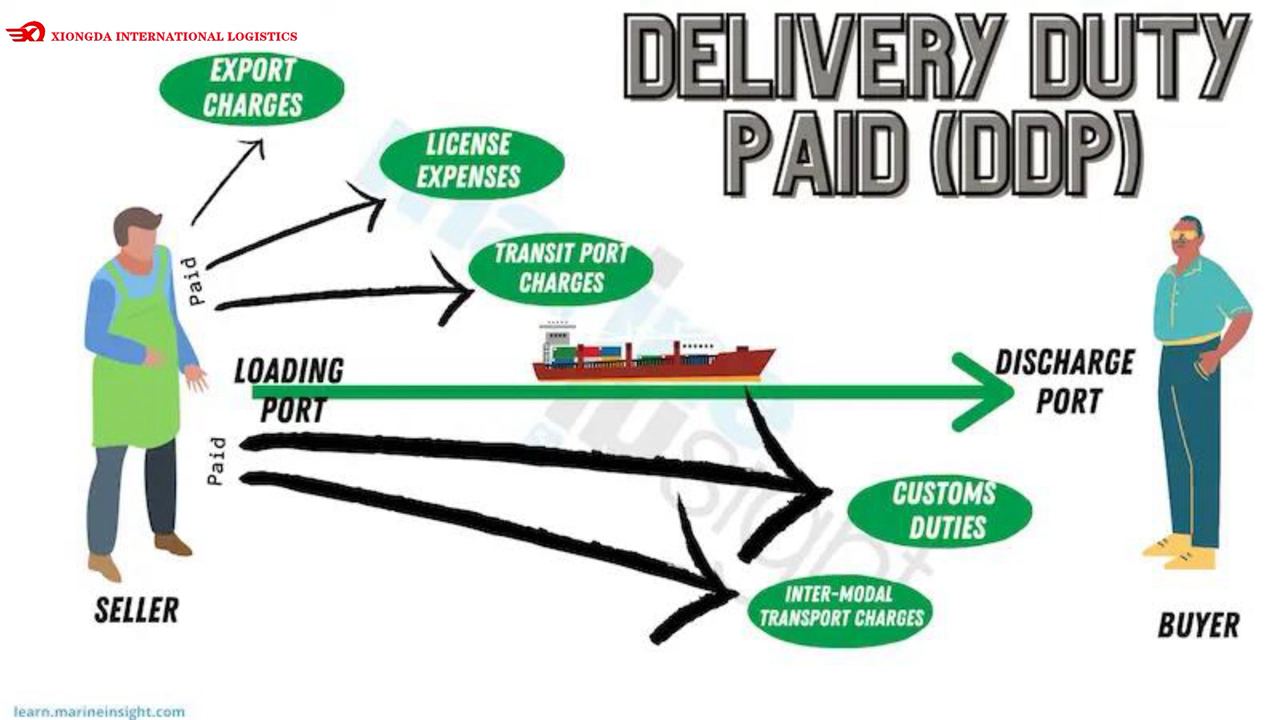 XIONGDA INTERNATIONAL LOGISTICS
DELIVERY DUTY
PAID (DDP)
EXPORT
CHARGES
LICENSE
EXPENSES
TRANSIT PORT
CHARGES
Paid
LOADING
PORT
DISCHARGE
PORT
Paid
CUSTOMS
DUTIES
INTER-MODAL
TRANSPORT CHARGES
SELLER
BUYER
learn.marineinsight.com